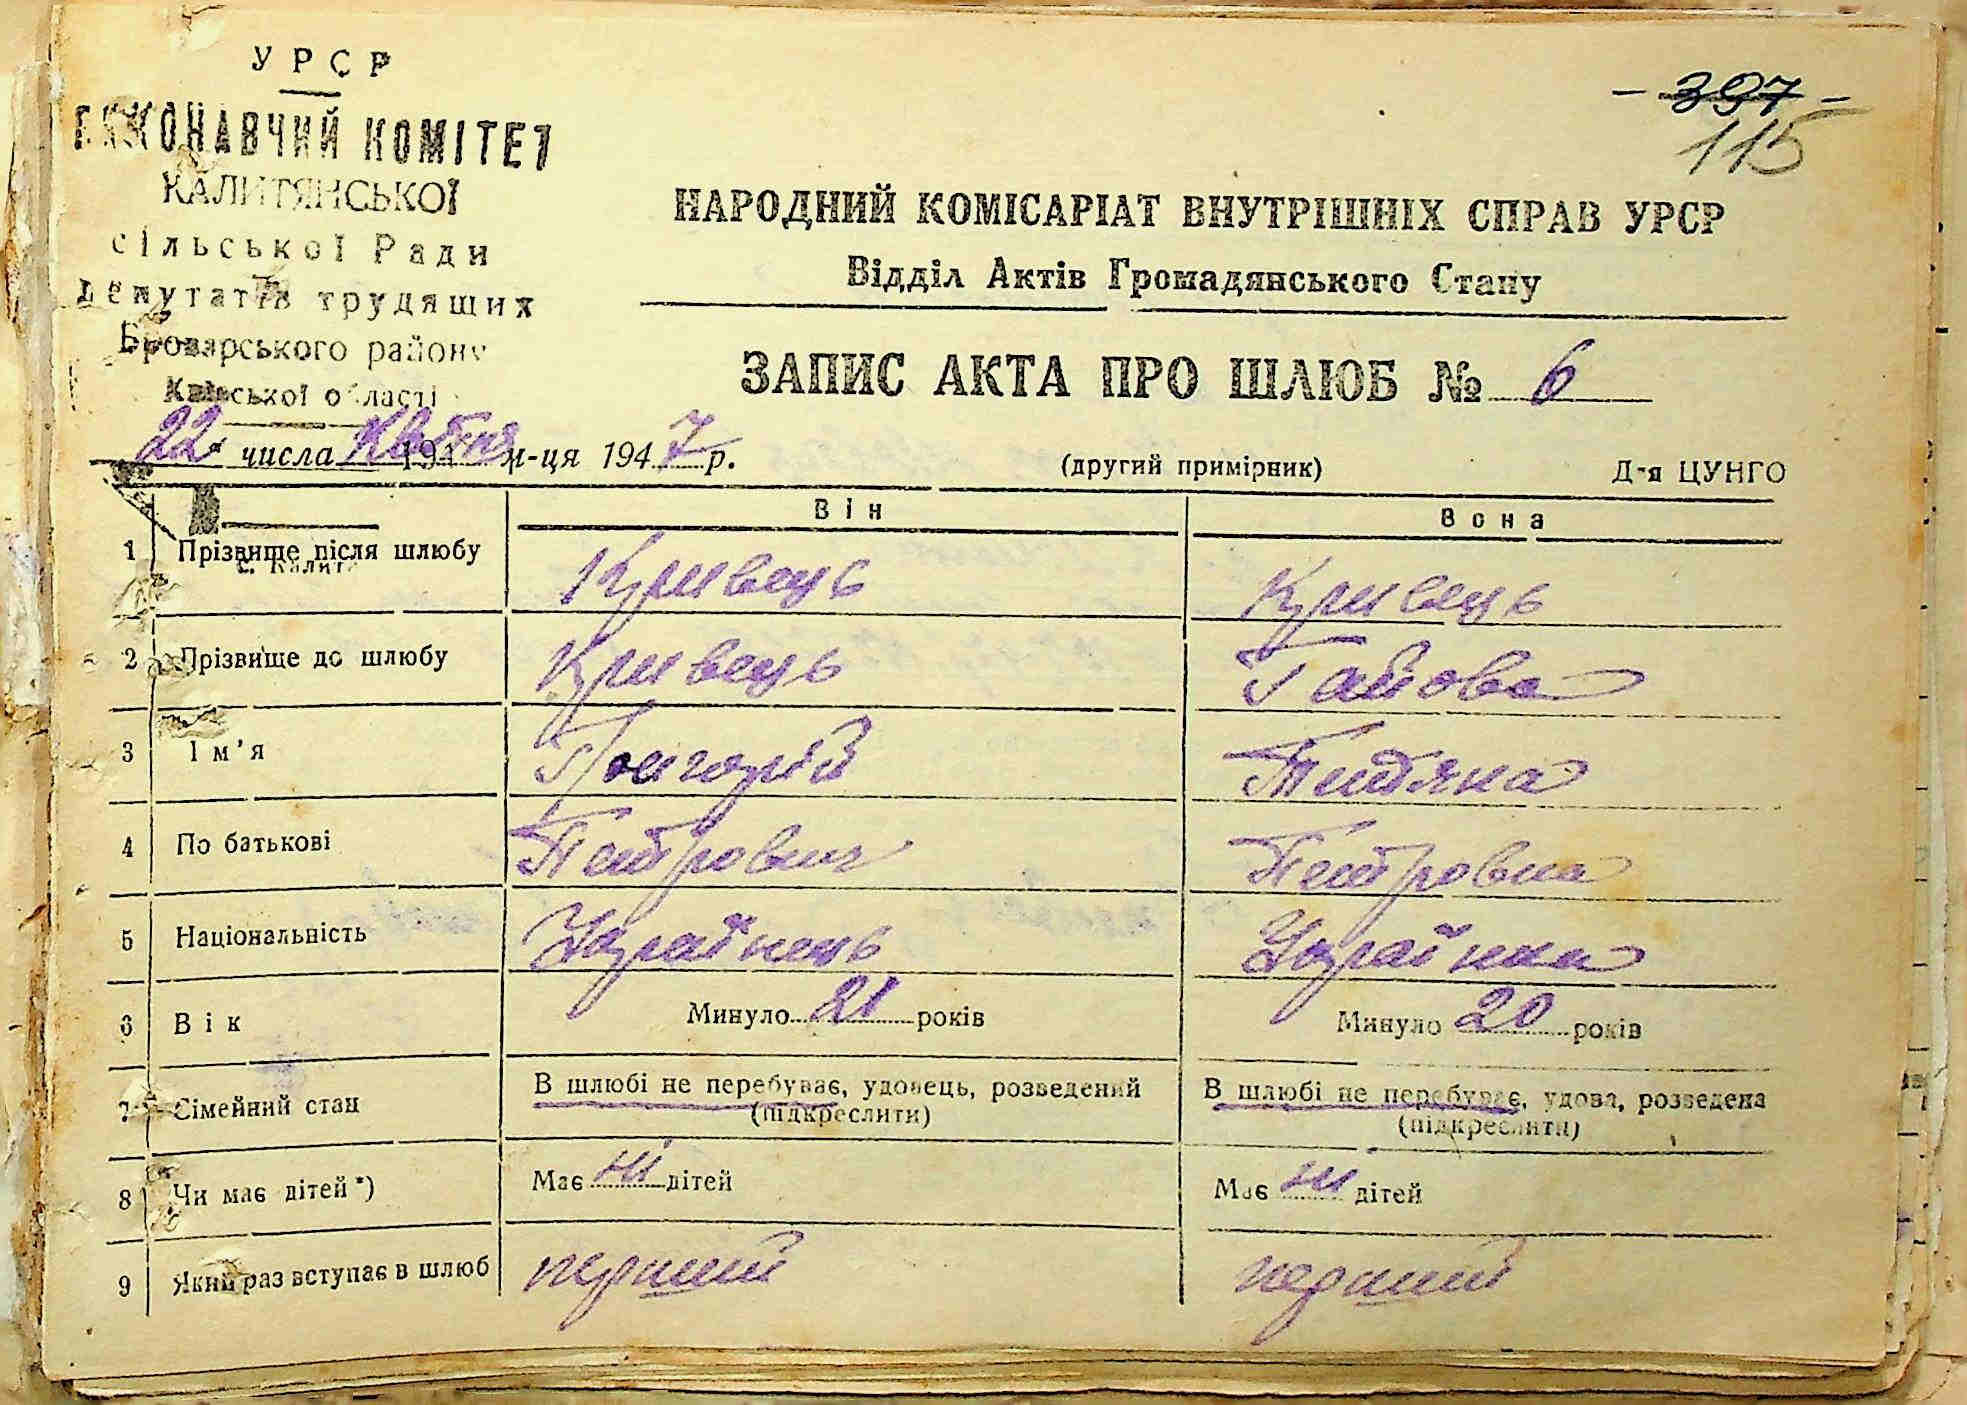 УРСР
ВИКОНАВЧИЙ КОМІТЕТ
КАЛИТЯНСЬКОЇ
сільської Ради
депутатів трудящих
Броварського району
Київської області
- 397 -
115
НАРОДНИЙ КОМІСАРІАТ ВНУТРІШНІХ СПРАВ УРСР
Відділ Актів Громадянського Стану
ЗАПИС АКТА ПРО ШЛЮБ № 6
22 числа Квітня м-ця 1947 р.
(другий примірник)
Д-я ЦУНГО
Він
Вона
1 Прізвище після шлюбу Кривець Кривець
с. Калита
2 Прізвище до шлюбу Кривець Гайова
3 Ім'я Григорій Тетяна
4 По батькові Петрович Петровна
5 Національність Українець Українка
6 Вік Минуло 21 років Минуло 20 років
7 Сімейний стан В шлюбі не перебуває, удовець, розведений В шлюбі не перебуває, удова, розведена
(підкреслити) (підкреслити)
8 Чи має дітей*) Має ні дітей Має ні дітей
9 Який раз вступає в шлюб перший перший